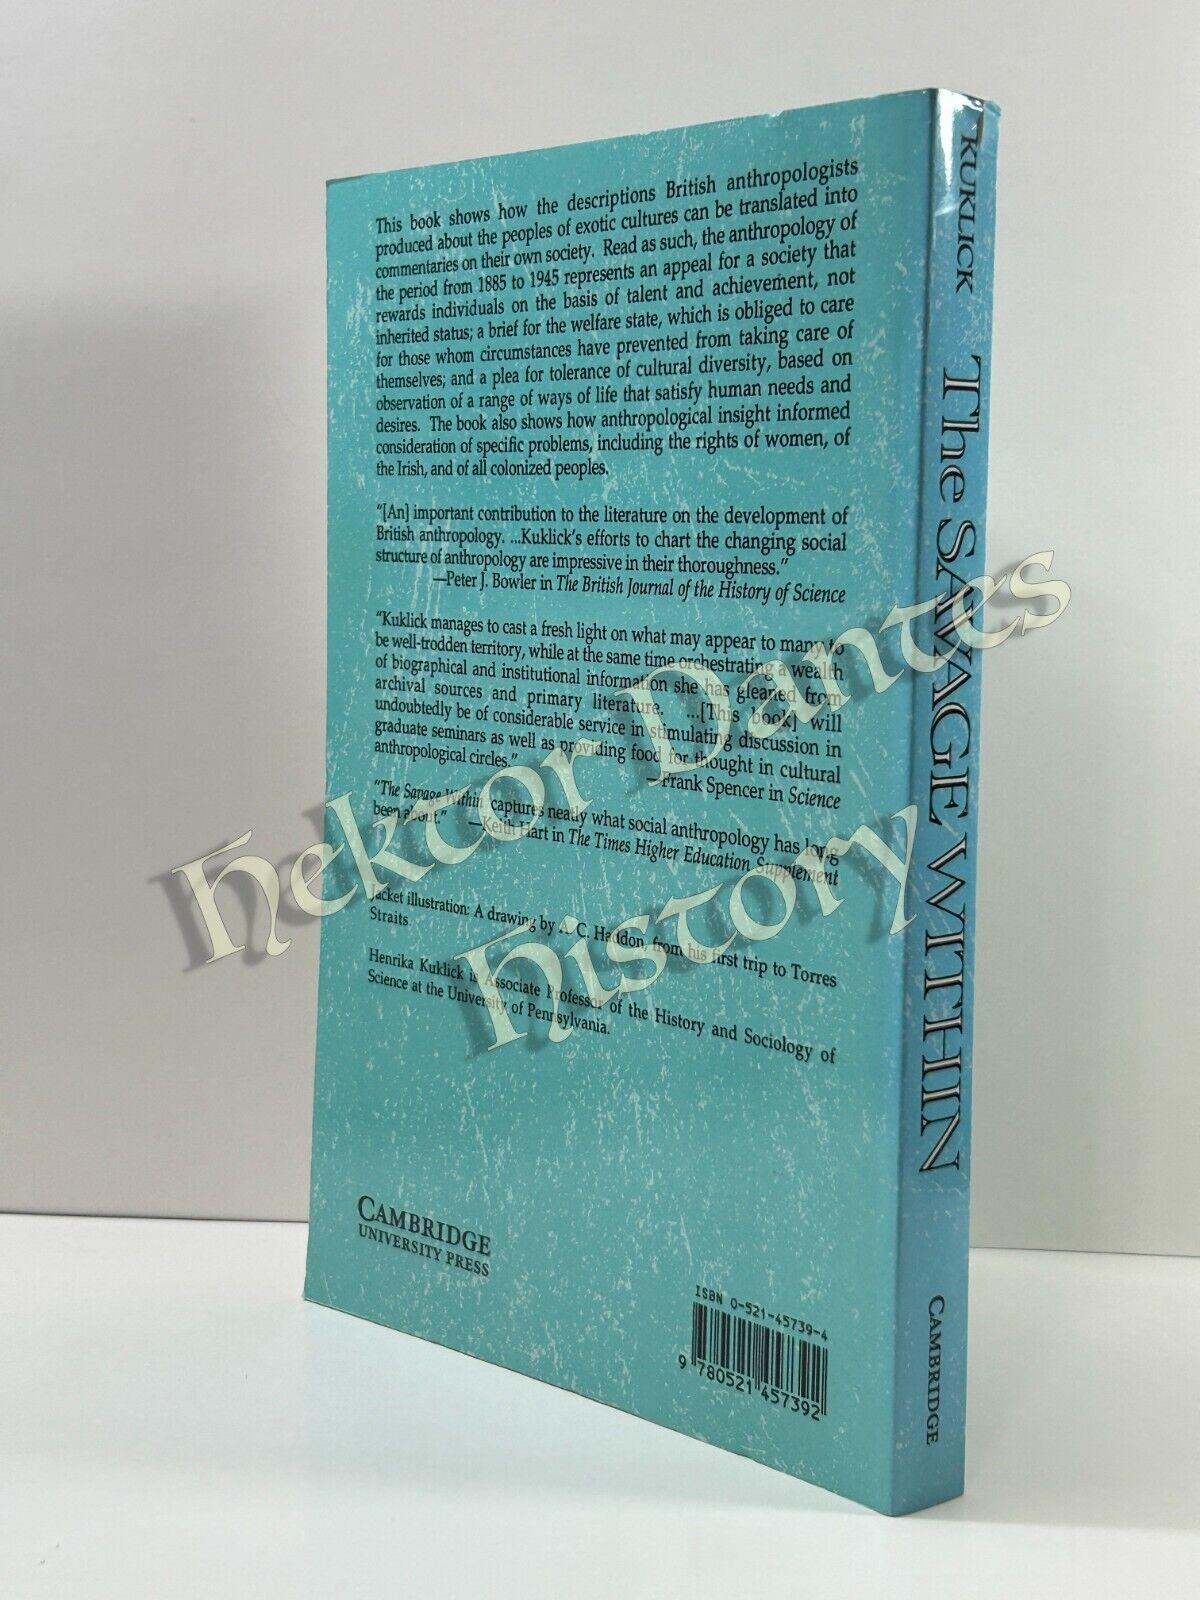 This book shows how the descriptions British anthropologists
produced about the peoples of exotic cultures can be translated into
commentaries on their own society. Read as such, the anthropology of
the period from 1885 to 1945 represents an appeal for a society that
rewards individuals on the basis of talent and achievement, not
inherited status; a brief for the welfare state, which is obliged to care
for those whom circumstances have prevented from taking care of
themselves; and a plea for tolerance of cultural diversity, based on
observation of a range of ways of life that satisfy human needs and
desires. The book also shows how anthropological insight informed
consideration of specific problems, including the rights of women, of
the Irish, and of all colonized peoples.
"[An] important contribution to the literature on the development of
British anthropology. ...Kuklick's efforts to chart the changing social
structure of anthropology are impressive in their thoroughness."
—Peter J. Bowler in The British Journal of the History of Science
"Kuklick manages to cast a fresh light on what may appear to many to
be well-trodden territory, while at the same time orchestrating a wealth
of biographical and institutional information she has gleaned from
archival sources and primary literature. ...[This book] will
undoubtedly be of considerable service in stimulating discussion in
graduate seminars as well as providing food for thought in cultural
anthropological circles."
—Frank Spencer in Science
"The Savage Within captures neatly what social anthropology has long
been about." —Keith Hart in The Times Higher Education Supplement
Jacket illustration: A drawing by A. C. Haddon, from his first trip to Torres
Straits.
Henrika Kuklick is Associate Professor of the History and Sociology of
Science at the University of Pennsylvania.
CAMBRIDGE
UNIVERSITY PRESS
ISBN 0-521-45739-4
9 780521 457392
KUKLICK The SAVAGE WITHIN CAMBRIDGE
Hektor Dantes
History